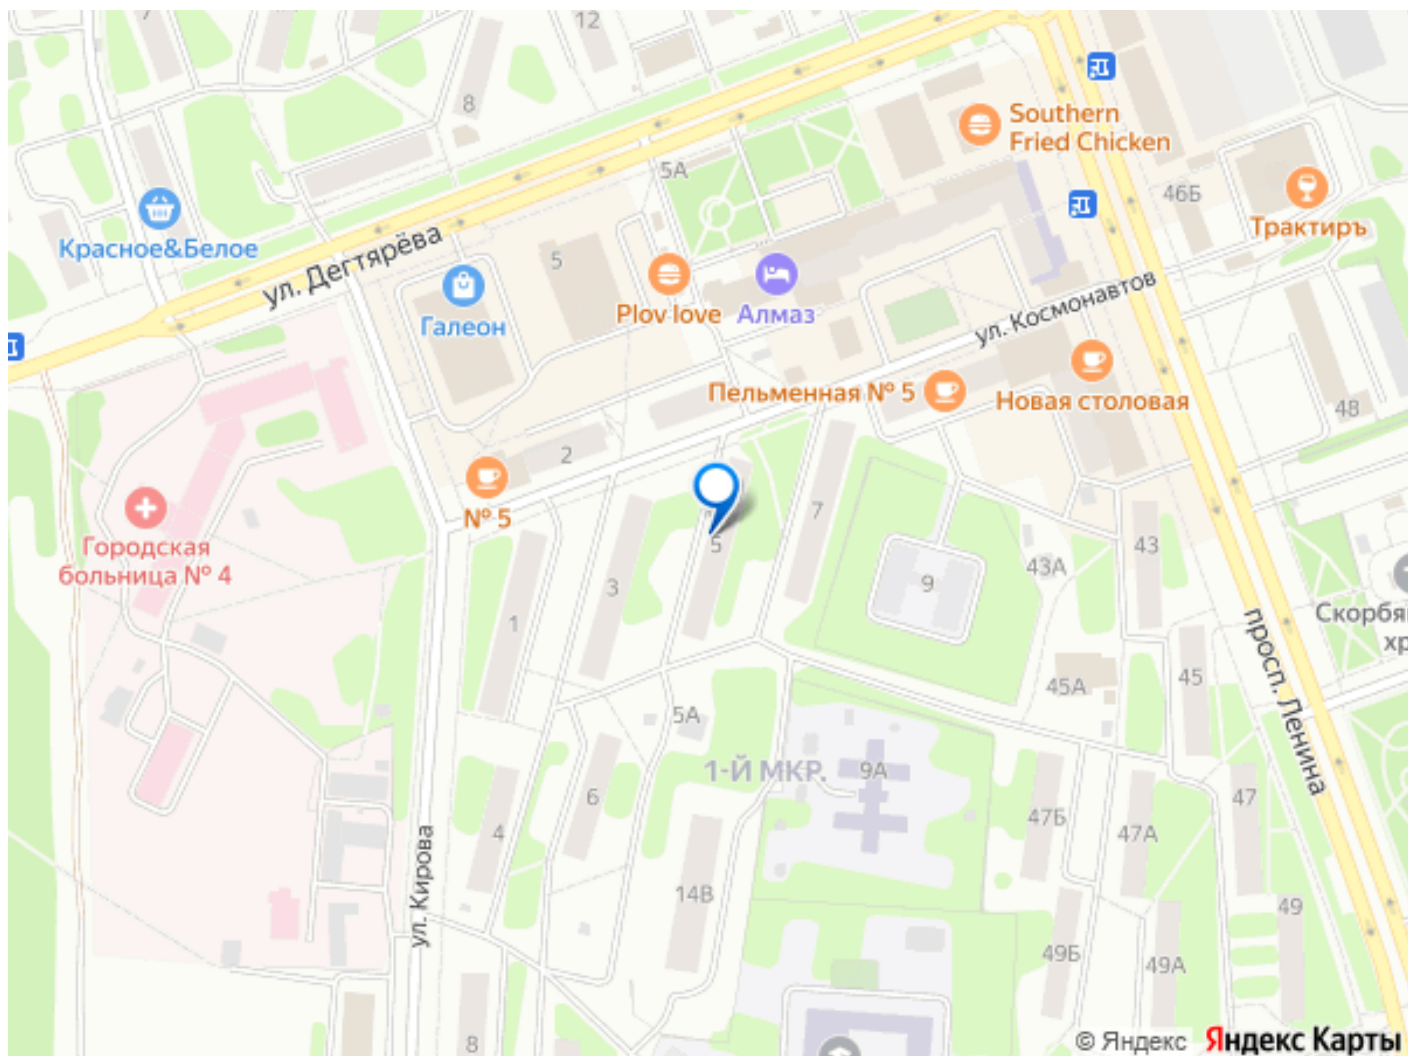 12
7
8
Southern
Fried Chicken
5А
46Б
Трактиръ
Красное&Белое
ул. Дегтярёва
5
Галеон
Plov love
Алмаз
ул. Космонавтов
Пельменная № 5
Новая столовая
48
2
№ 5
Городская
больница № 4
7
5
3
1
9
43А
43
Скорбя
хр
просп. Ленина
45А
45
5А
1-Й МКР.
9А
6
4
47Б
47А
47
ул. Кирова
14В
49
49Б
49А
8
© Яндекс Яндекс Карты